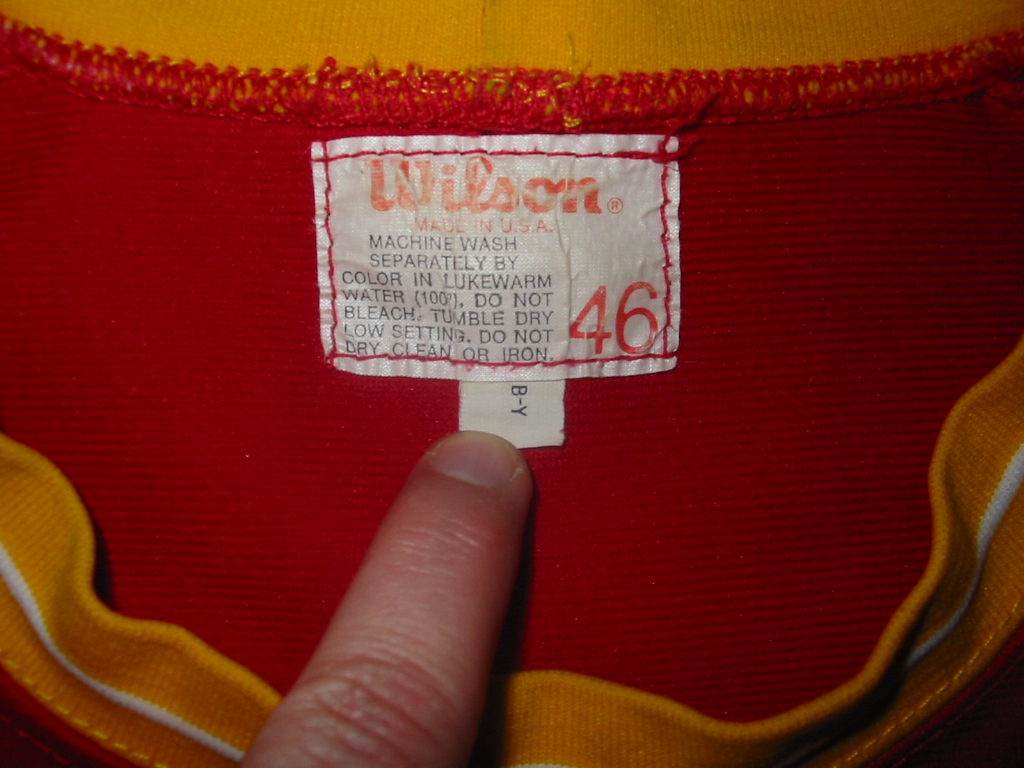 Wilson®
MADE IN U.S.A.
MACHINE WASH
SEPARATELY BY
COLOR IN LUKEWARM
WATER (100°). DO NOT
BLEACH. TUMBLE DRY
LOW SETTING. DO NOT
DRY CLEAN OR IRON.
46
B-Y